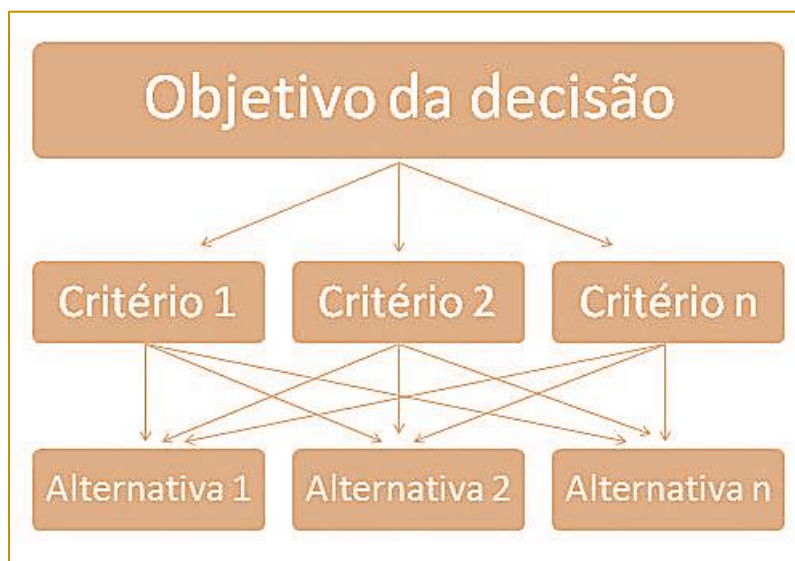 Objetivo da decisão
Critério 1
Critério 2
Critério n
Alternativa 1
Alternativa 2
Alternativa n